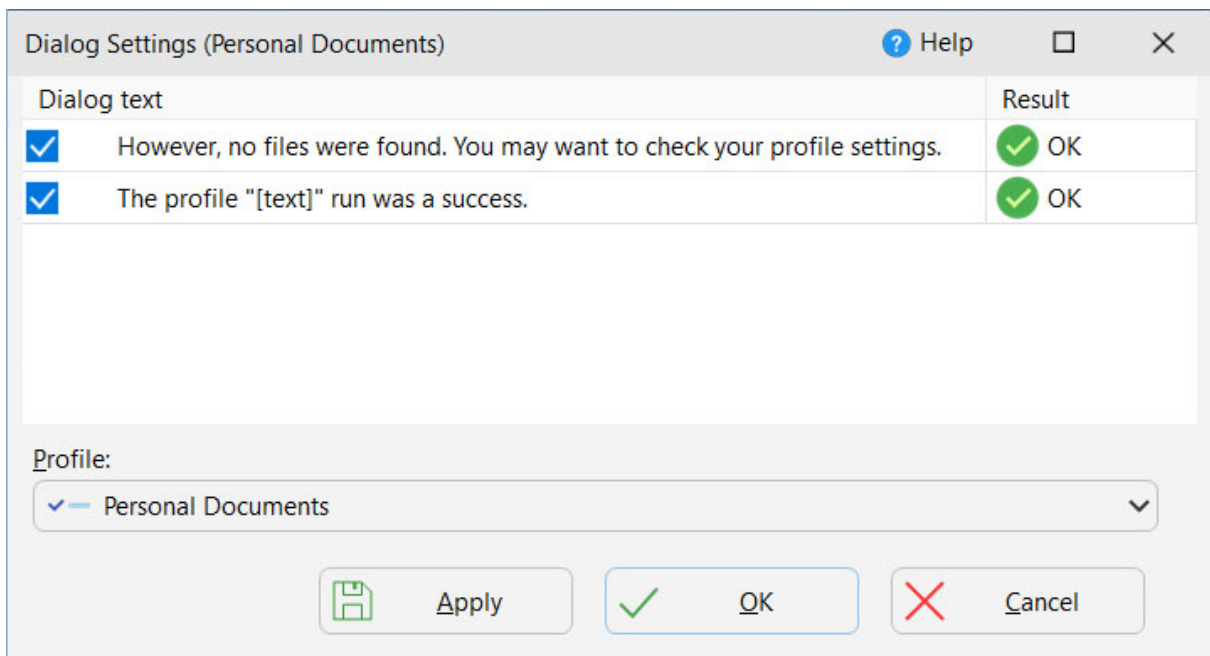 Dialog Settings (Personal Documents) Help
Dialog text Result
However, no files were found. You may want to check your profile settings. OK
The profile "[text]" run was a success. OK
Profile:
Personal Documents
Apply OK Cancel